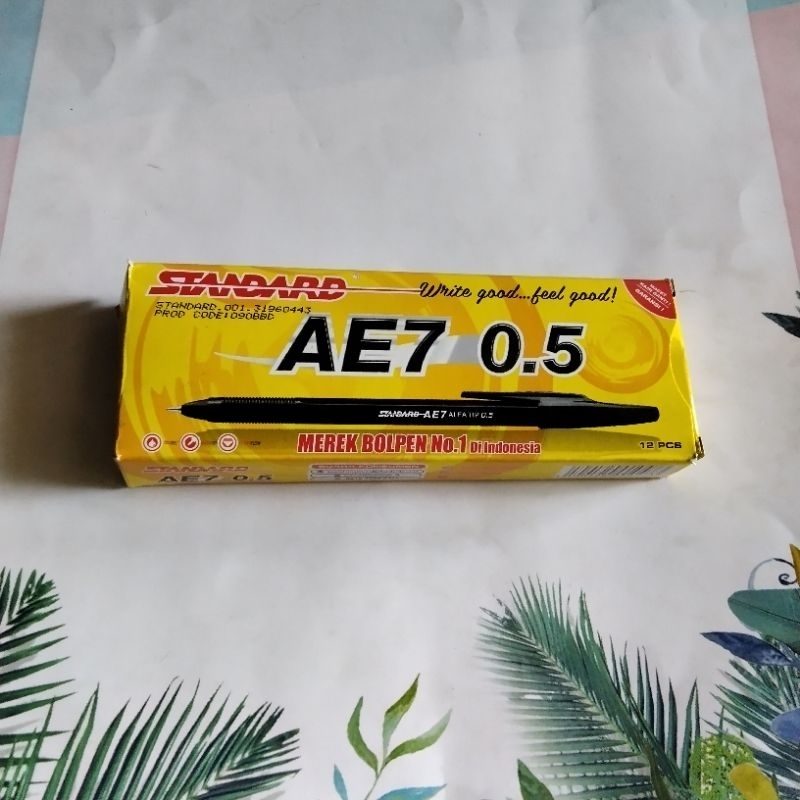 STANDARD
Write good...feel good!
STANDARD.001.31960443
PROD CODE1090BBD
GARANSI!
AE7 0.5
STANDARD AE7 ALFA TIP 0.5
MEREK BOLPEN No.1 Di Indonesia
12 PCS
STANDARD
AE7 0.5